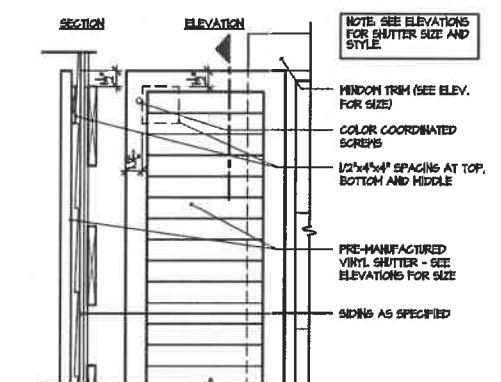 SECTION
ELEVATION
NOTE: SEE ELEVATIONS
FOR SHUTTER SIZE AND
STYLE.
WINDOW TRIM (SEE ELEV.
FOR SIZE)
COLOR COORDINATED
SCREWS
1/2"x4"x4" SPACING AT TOP,
BOTTOM AND MIDDLE
PRE-MANUFACTURED
VINYL SHUTTER - SEE
ELEVATIONS FOR SIZE
SIDING AS SPECIFIED